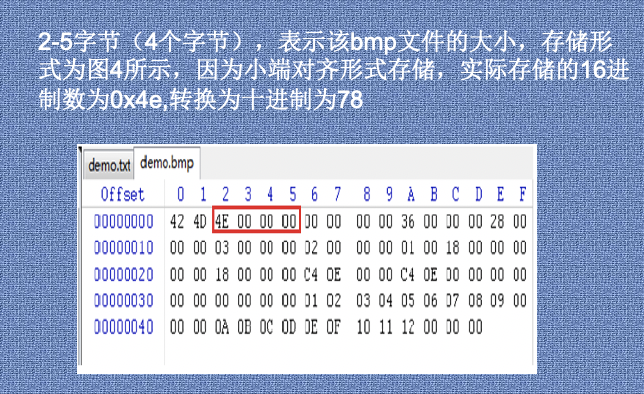 2-5字节（4个字节），表示该bmp文件的大小，存储形
式为图4所示，因为小端对齐形式存储，实际存储的16进
制数为0x4e,转换为十进制为78
demo.txt demo.bmp
Offset 0 1 2 3 4 5 6 7 8 9 A B C D E F
00000000 42 4D 4E 00 00 00 00 00 00 00 36 00 00 00 28 00
00000010 00 00 03 00 00 00 02 00 00 00 01 00 18 00 00 00
00000020 00 00 18 00 00 00 C4 0E 00 00 C4 0E 00 00 00 00
00000030 00 00 00 00 00 00 01 02 03 04 05 06 07 08 09 00
00000040 00 00 0A 0B 0C 0D 0E 0F 10 11 12 00 00 00